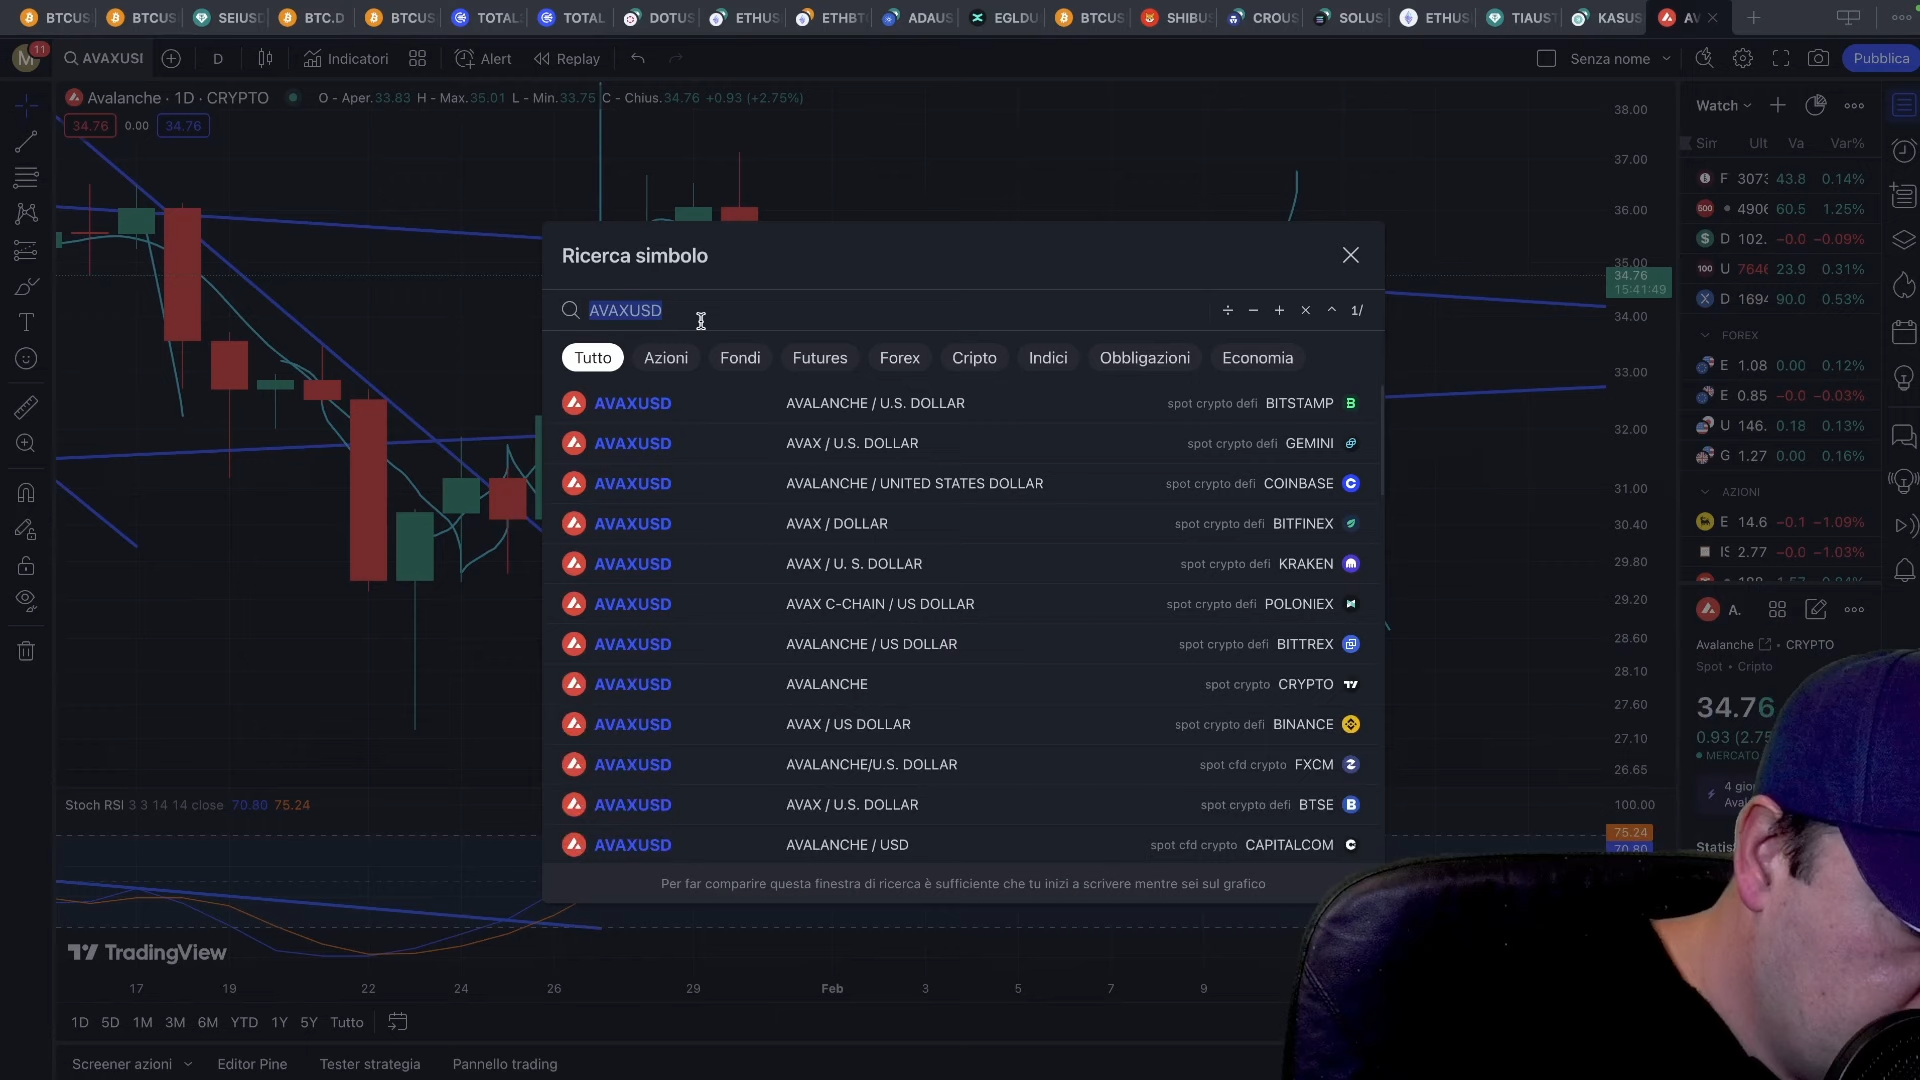 BTCUS BTCUS SEIUSD BTC.D BTCUS TOTAL TOTAL DOTUS ETHUS ETHBT ADAUS EGLDU BTCUS SHIBUS CROUS SOLUS ETHUS TIAUST KASUS AV
M 11 AVAXUSI D Indicatori Alert Replay Senza nome Pubblica
Avalanche · 1D · CRYPTO O - Aper.33.83 H - Max.35.01 L - Min.33.75 C - Chius.34.76 +0.93 (+2.75%)
34.76 0.00 34.76
38.00
37.00
36.00
35.00
34.76
15:41:49
34.00
33.00
32.00
31.00
30.40
29.80
29.20
28.60
28.10
27.60
27.10
26.65
100.00
75.24
70.80
Ricerca simbolo
AVAXUSD ÷ − + × ^ 1/
Tutto Azioni Fondi Futures Forex Cripto Indici Obbligazioni Economia
AVAXUSD AVALANCHE / U.S. DOLLAR spot crypto defi BITSTAMP
AVAXUSD AVAX / U.S. DOLLAR spot crypto defi GEMINI
AVAXUSD AVALANCHE / UNITED STATES DOLLAR spot crypto defi COINBASE
AVAXUSD AVAX / DOLLAR spot crypto defi BITFINEX
AVAXUSD AVAX / U. S. DOLLAR spot crypto defi KRAKEN
AVAXUSD AVAX C-CHAIN / US DOLLAR spot crypto defi POLONIEX
AVAXUSD AVALANCHE / US DOLLAR spot crypto defi BITTREX
AVAXUSD AVALANCHE spot crypto CRYPTO
AVAXUSD AVAX / US DOLLAR spot crypto defi BINANCE
AVAXUSD AVALANCHE/U.S. DOLLAR spot cfd crypto FXCM
AVAXUSD AVAX / U.S. DOLLAR spot crypto defi BTSE
AVAXUSD AVALANCHE / USD spot cfd crypto CAPITALCOM
Per far comparire questa finestra di ricerca è sufficiente che tu inizi a scrivere mentre sei sul grafico
Watch
Sin Ult Va Var%
F 3073 43.8 0.14%
500 4906 60.5 1.25%
D 102. −0.0 −0.09%
100 U 7646 23.9 0.31%
D 1694 90.0 0.53%
FOREX
E 1.08 0.00 0.12%
E 0.85 −0.0 −0.03%
U 146. 0.18 0.13%
G 1.27 0.00 0.16%
AZIONI
E 14.6 −0.1 −1.09%
IS 2.77 −0.0 −1.03%
A.
Avalanche · CRYPTO
Spot · Cripto
34.76
0.93 (2.75
MERCATO
4 gior
Aval
Statis
Stoch RSI 3 3 14 14 close 70.80 75.24
TradingView
17 19 22 24 26 29 Feb 3 5 7 9
1D 5D 1M 3M 6M YTD 1Y 5Y Tutto
Screener azioni Editor Pine Tester strategia Pannello trading